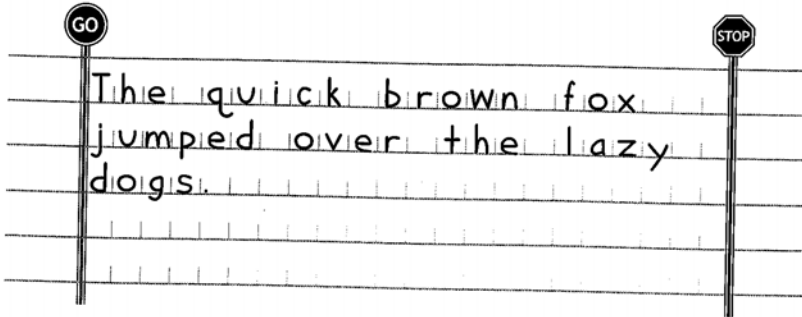 GO
STOP
The quick brown fox
jumped over the lazy
dogs.